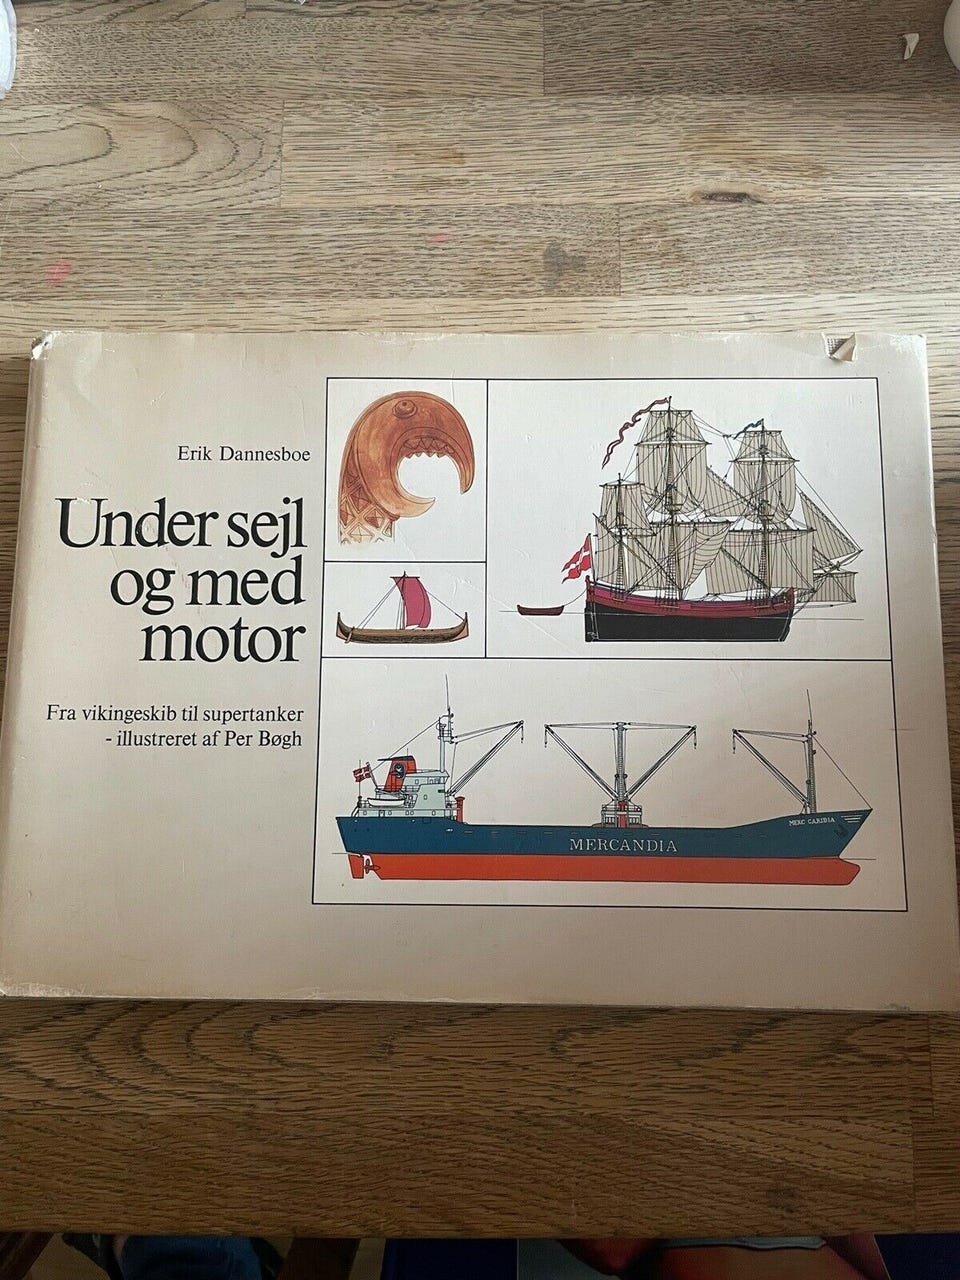 Erik Dannesboe
Under sejl
og med
motor
Fra vikingeskib til supertanker
- illustreret af Per Bøgh
MERCANDIA
MERC CARIBIA